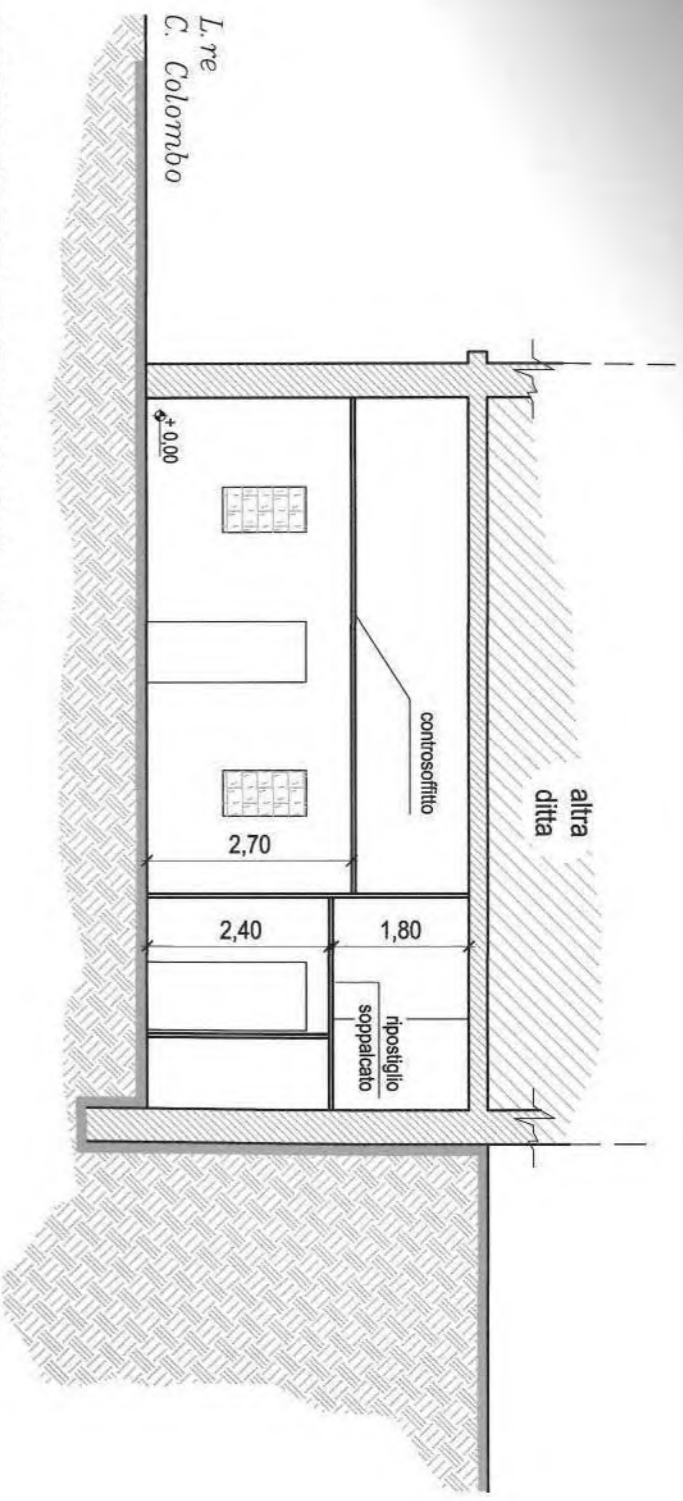 altra
ditta
controsoffitto
ripostiglio
soppalcato
1,80
2,70
2,40
+ 0,00
L.re
C. Colombo